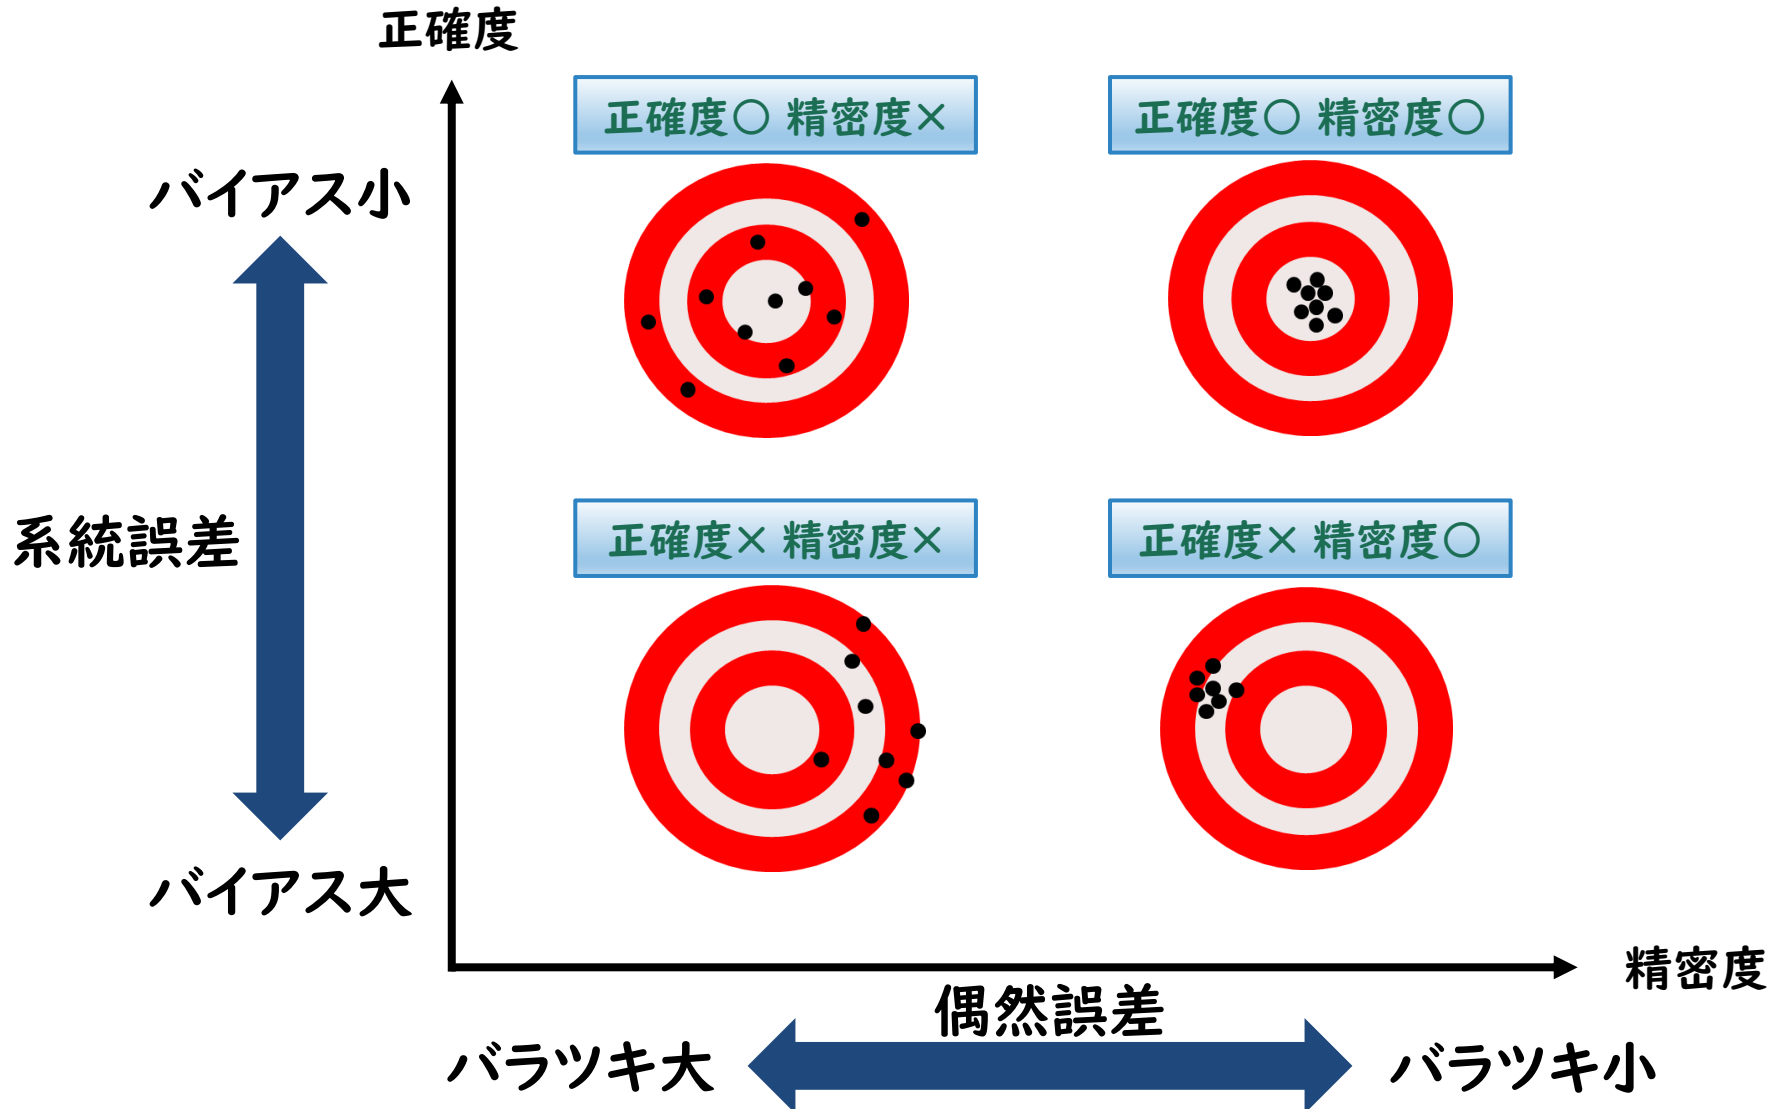 正確度
正確度○ 精密度×
正確度○ 精密度○
バイアス小
系統誤差
正確度× 精密度×
正確度× 精密度○
バイアス大
精密度
偶然誤差
バラツキ大
バラツキ小